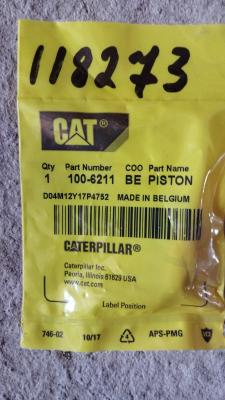 118273
CAT®
Qty Part Number COO Part Name
1 100-6211 BE PISTON
D04M12Y17P4752 MADE IN BELGIUM
CATERPILLAR®
Caterpillar Inc.
Peoria, Illinois 61629 USA
www.cat.com
Label Position
746-02 10/17 4 APS-PMG